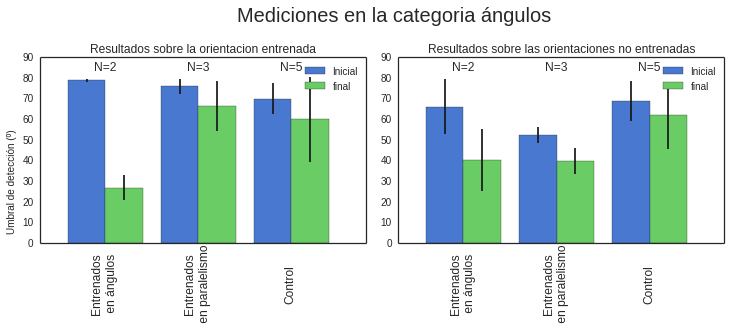 Mediciones en la categoria ángulos
Resultados sobre la orientacion entrenada
Umbral de detección (º)
90
80
70
60
50
40
30
20
10
0
N=2
N=3
N=5
Inicial
final
Entrenados
en ángulos
Entrenados
en paralelismo
Control
Resultados sobre las orientaciones no entrenadas
90
80
70
60
50
40
30
20
10
0
N=2
N=3
N=5
Inicial
final
Entrenados
en ángulos
Entrenados
en paralelismo
Control